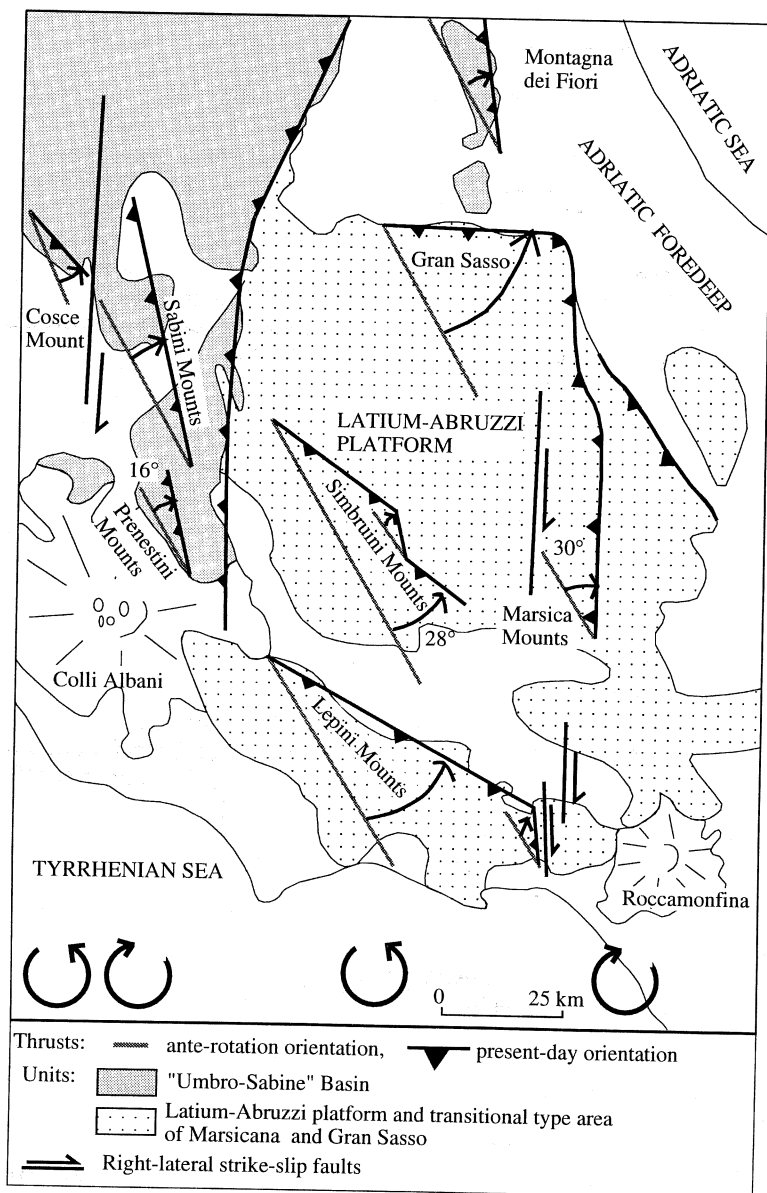 Montagna
dei Fiori
ADRIATIC SEA
ADRIATIC FOREDEEP
Gran Sasso
Cosce
Mount
Sabini Mounts
LATIUM-ABRUZZI
PLATFORM
16°
Prenestini
Mounts
Simbruini Mounts
30°
28°
Marsica
Mounts
Colli Albani
Lepini Mounts
TYRRHENIAN SEA
Roccamonfina
0 25 km
Thrusts: ante-rotation orientation, present-day orientation
Units: "Umbro-Sabine" Basin
Latium-Abruzzi platform and transitional type area
of Marsicana and Gran Sasso
Right-lateral strike-slip faults